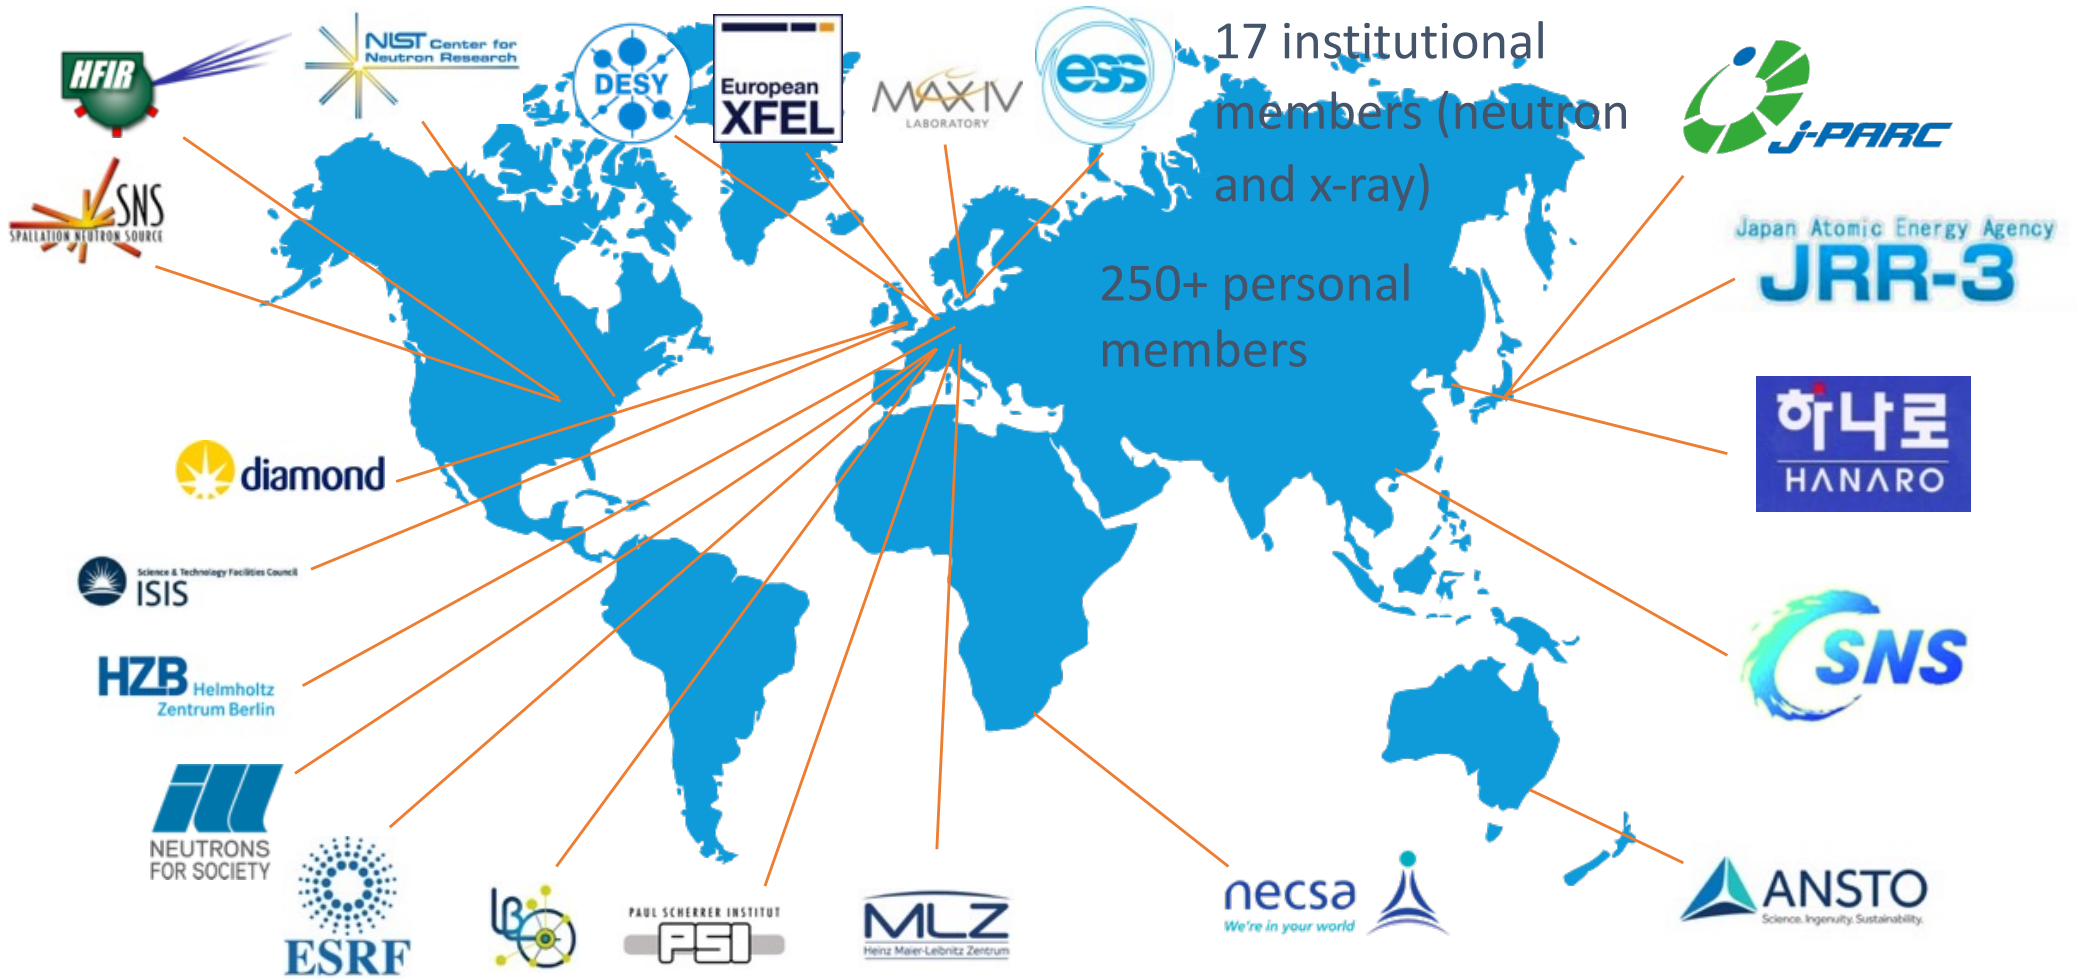 HFIR
NIST Center for
Neutron Research
DESY
European
XFEL
MAX IV
LABORATORY
ess
17 institutional
members (neutron
and x-ray)
250+ personal
members
J-PARC
SNS
SPALLATION NEUTRON SOURCE
Japan Atomic Energy Agency
JRR-3
하나로
HANARO
diamond
Science & Technology Facilities Council
ISIS
HZB Helmholtz
Zentrum Berlin
CSNS
ill
NEUTRONS
FOR SOCIETY
ESRF
LLB
PAUL SCHERRER INSTITUT
PSI
MLZ
Heinz Maier-Leibnitz Zentrum
necsa
We're in your world
ANSTO
Science. Ingenuity. Sustainability.